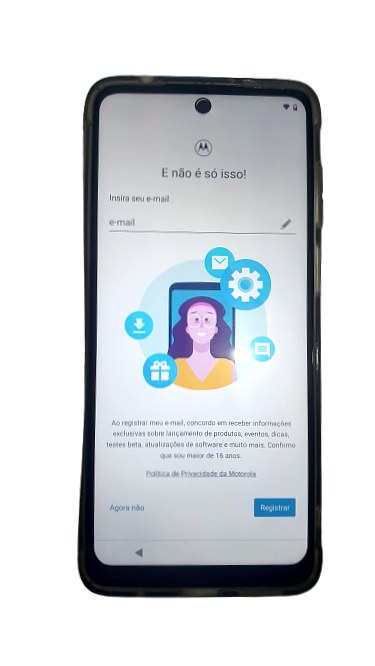 E não é só isso!
Insira seu e-mail
e-mail
Ao registrar meu e-mail, concordo em receber informações
exclusivas sobre lançamento de produtos, eventos, dicas,
testes beta, atualizações de software e muito mais. Confirmo
que sou maior de 16 anos.
Política de Privacidade da Motorola
Agora não
Registrar